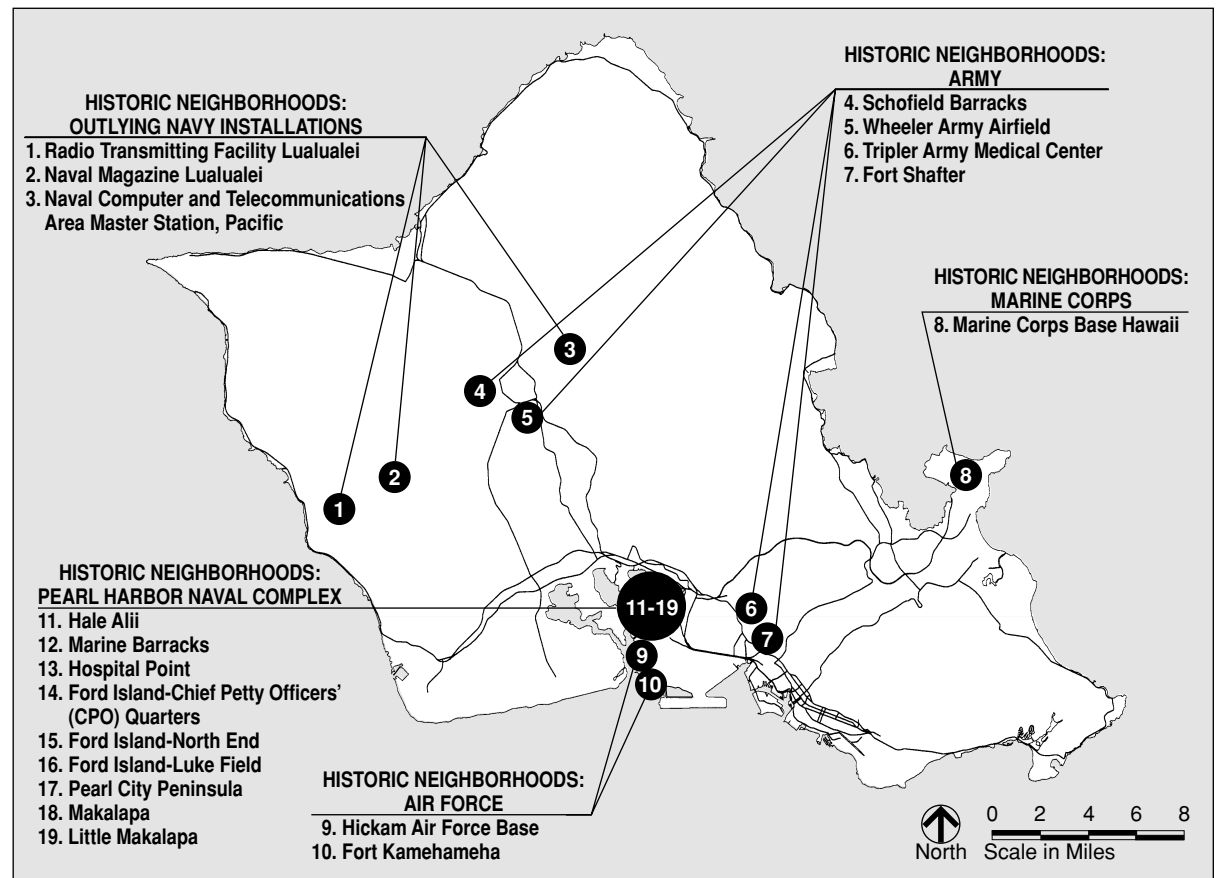 HISTORIC NEIGHBORHOODS:
OUTLYING NAVY INSTALLATIONS
1. Radio Transmitting Facility Lualualei
2. Naval Magazine Lualualei
3. Naval Computer and Telecommunications
Area Master Station, Pacific
HISTORIC NEIGHBORHOODS:
ARMY
4. Schofield Barracks
5. Wheeler Army Airfield
6. Tripler Army Medical Center
7. Fort Shafter
HISTORIC NEIGHBORHOODS:
MARINE CORPS
8. Marine Corps Base Hawaii
3
4
5
2
8
1
11-19
6
7
9
10
HISTORIC NEIGHBORHOODS:
PEARL HARBOR NAVAL COMPLEX
11. Hale Alii
12. Marine Barracks
13. Hospital Point
14. Ford Island-Chief Petty Officers’
(CPO) Quarters
15. Ford Island-North End
16. Ford Island-Luke Field
17. Pearl City Peninsula
18. Makalapa
19. Little Makalapa
HISTORIC NEIGHBORHOODS:
AIR FORCE
9. Hickam Air Force Base
10. Fort Kamehameha
0 2 4 6 8
North Scale in Miles